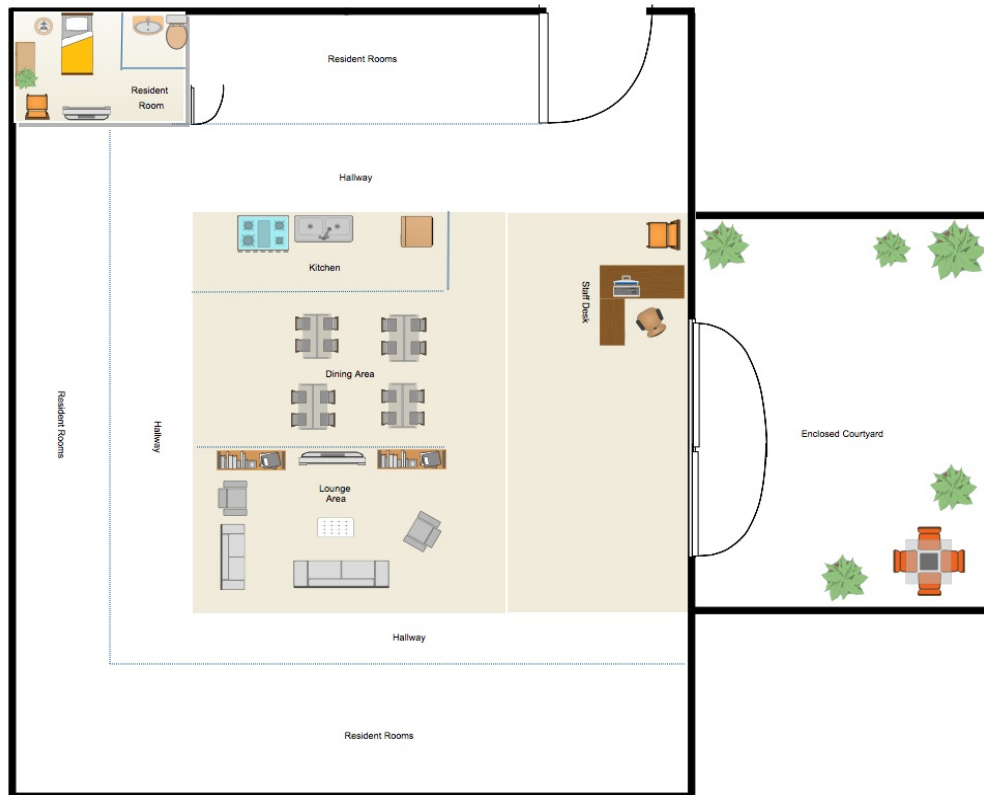 Resident Rooms
Resident
Room
Hallway
Kitchen
Staff Desk
Dining Area
Resident Rooms
Hallway
Enclosed Courtyard
Lounge
Area
Hallway
Resident Rooms